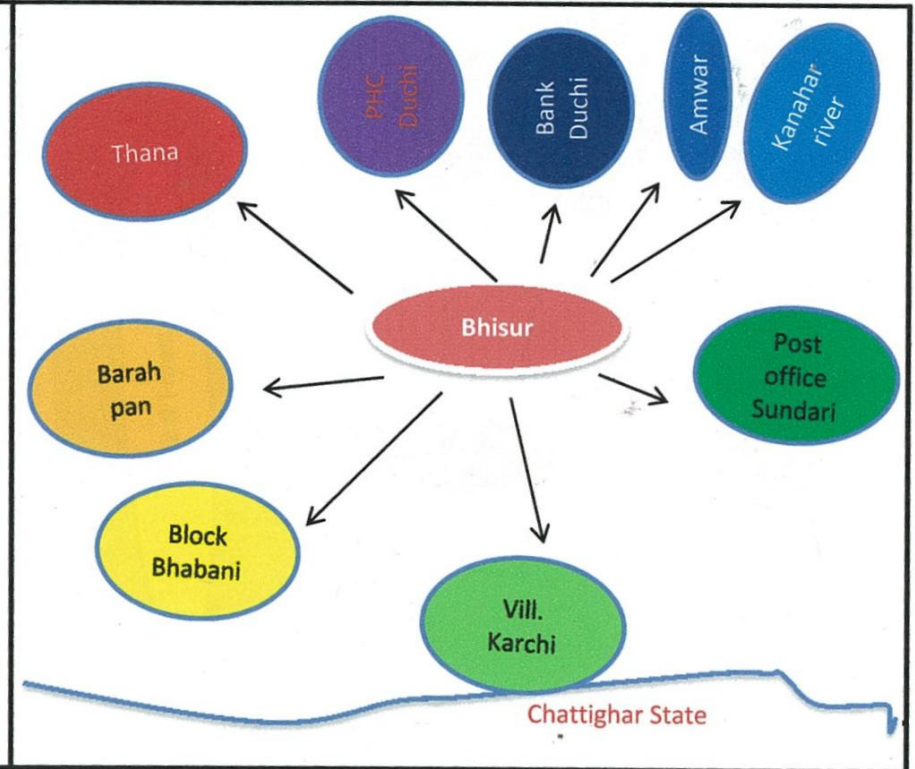 Thana
PHC
Duchi
Bank
Duchi
Amwar
Kanahar
river
Bhisur
Barah
pan
Post
office
Sundari
Block
Bhabani
Vill.
Karchi
Chattighar State